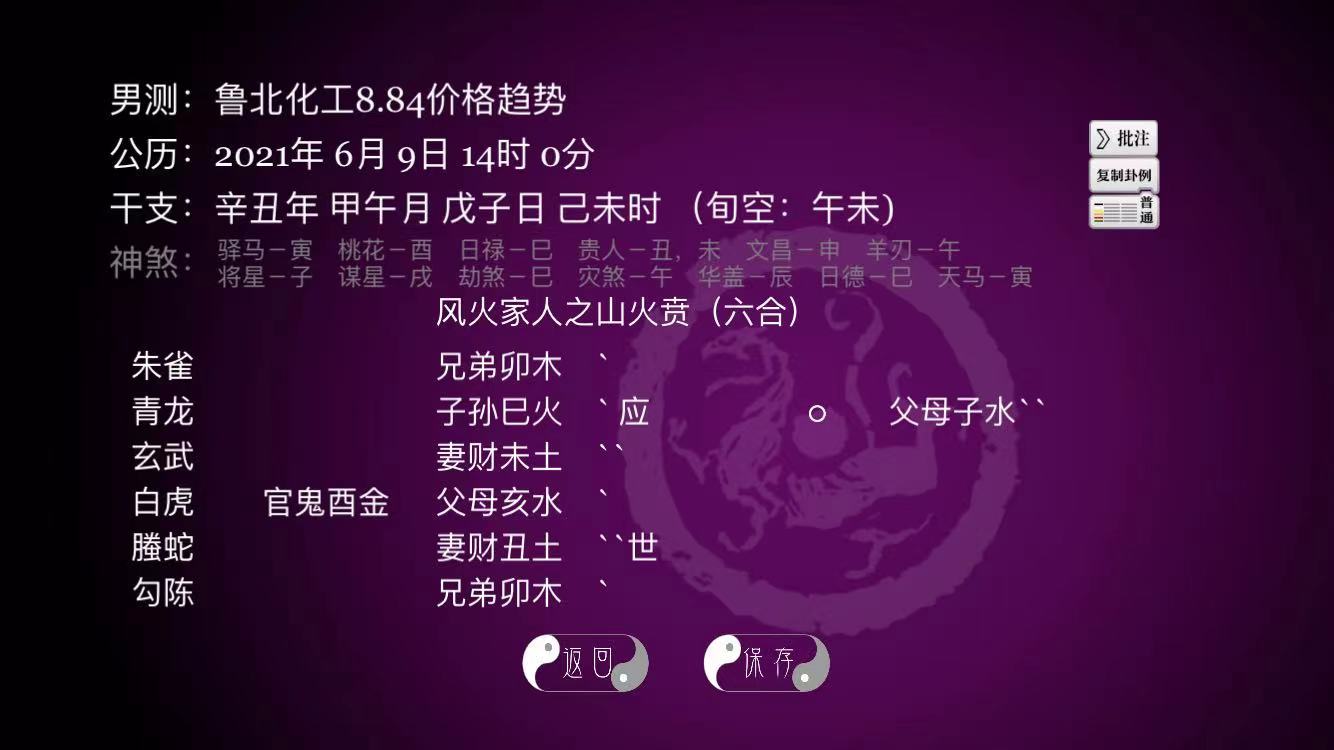 男测：鲁北化工8.84价格趋势
公历：2021年 6月 9日 14时 0分
干支：辛丑年 甲午月 戊子日 己未时 （旬空：午未）
神煞：
驿马－寅 桃花－酉 日禄－巳 贵人－丑，未 文昌－申 羊刃－午
将星－子 谋星－戌 劫煞－巳 灾煞－午 华盖－辰 日德－巳 天马－寅
批注
复制卦例
普通
风火家人之山火贲（六合）
朱雀 兄弟卯木 `
青龙 子孙巳火 `应 o 父母子水``
玄武 妻财未土 ``
白虎 官鬼酉金 父母亥水 `
螣蛇 妻财丑土 ``世
勾陈 兄弟卯木 `
返回 保存